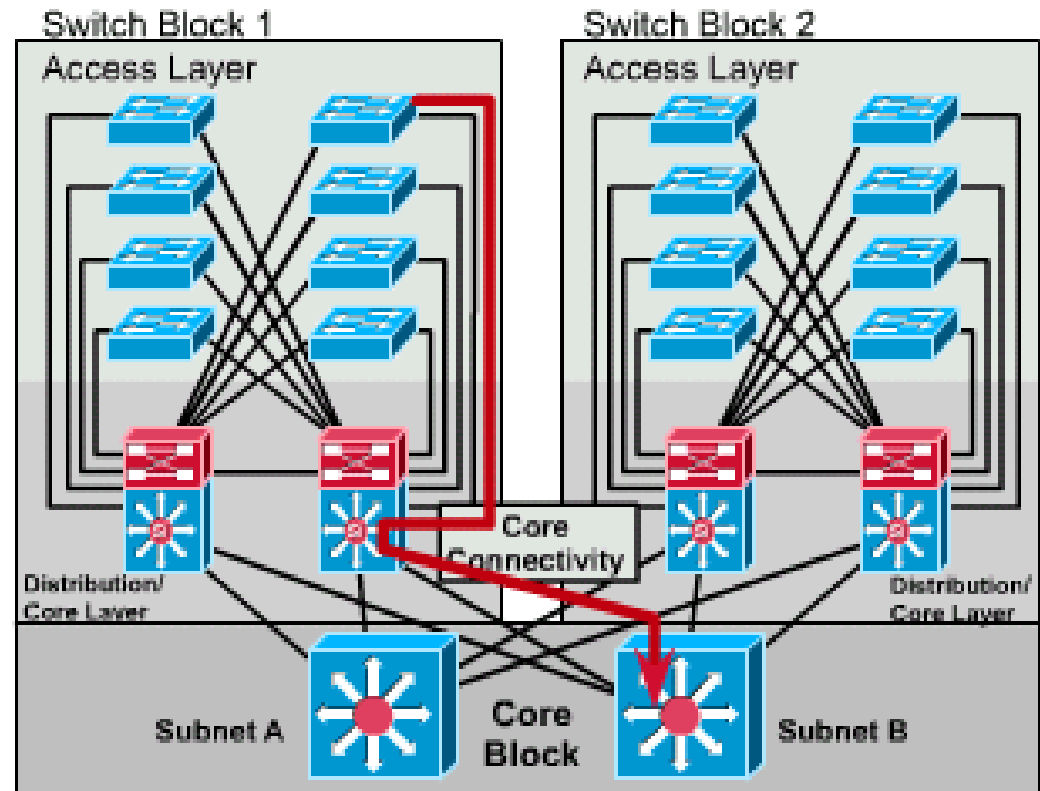 Switch Block 1
Access Layer
Switch Block 2
Access Layer
Core
Connectivity
Distribution/
Core Layer
Distribution/
Core Layer
Subnet A
Core
Block
Subnet B